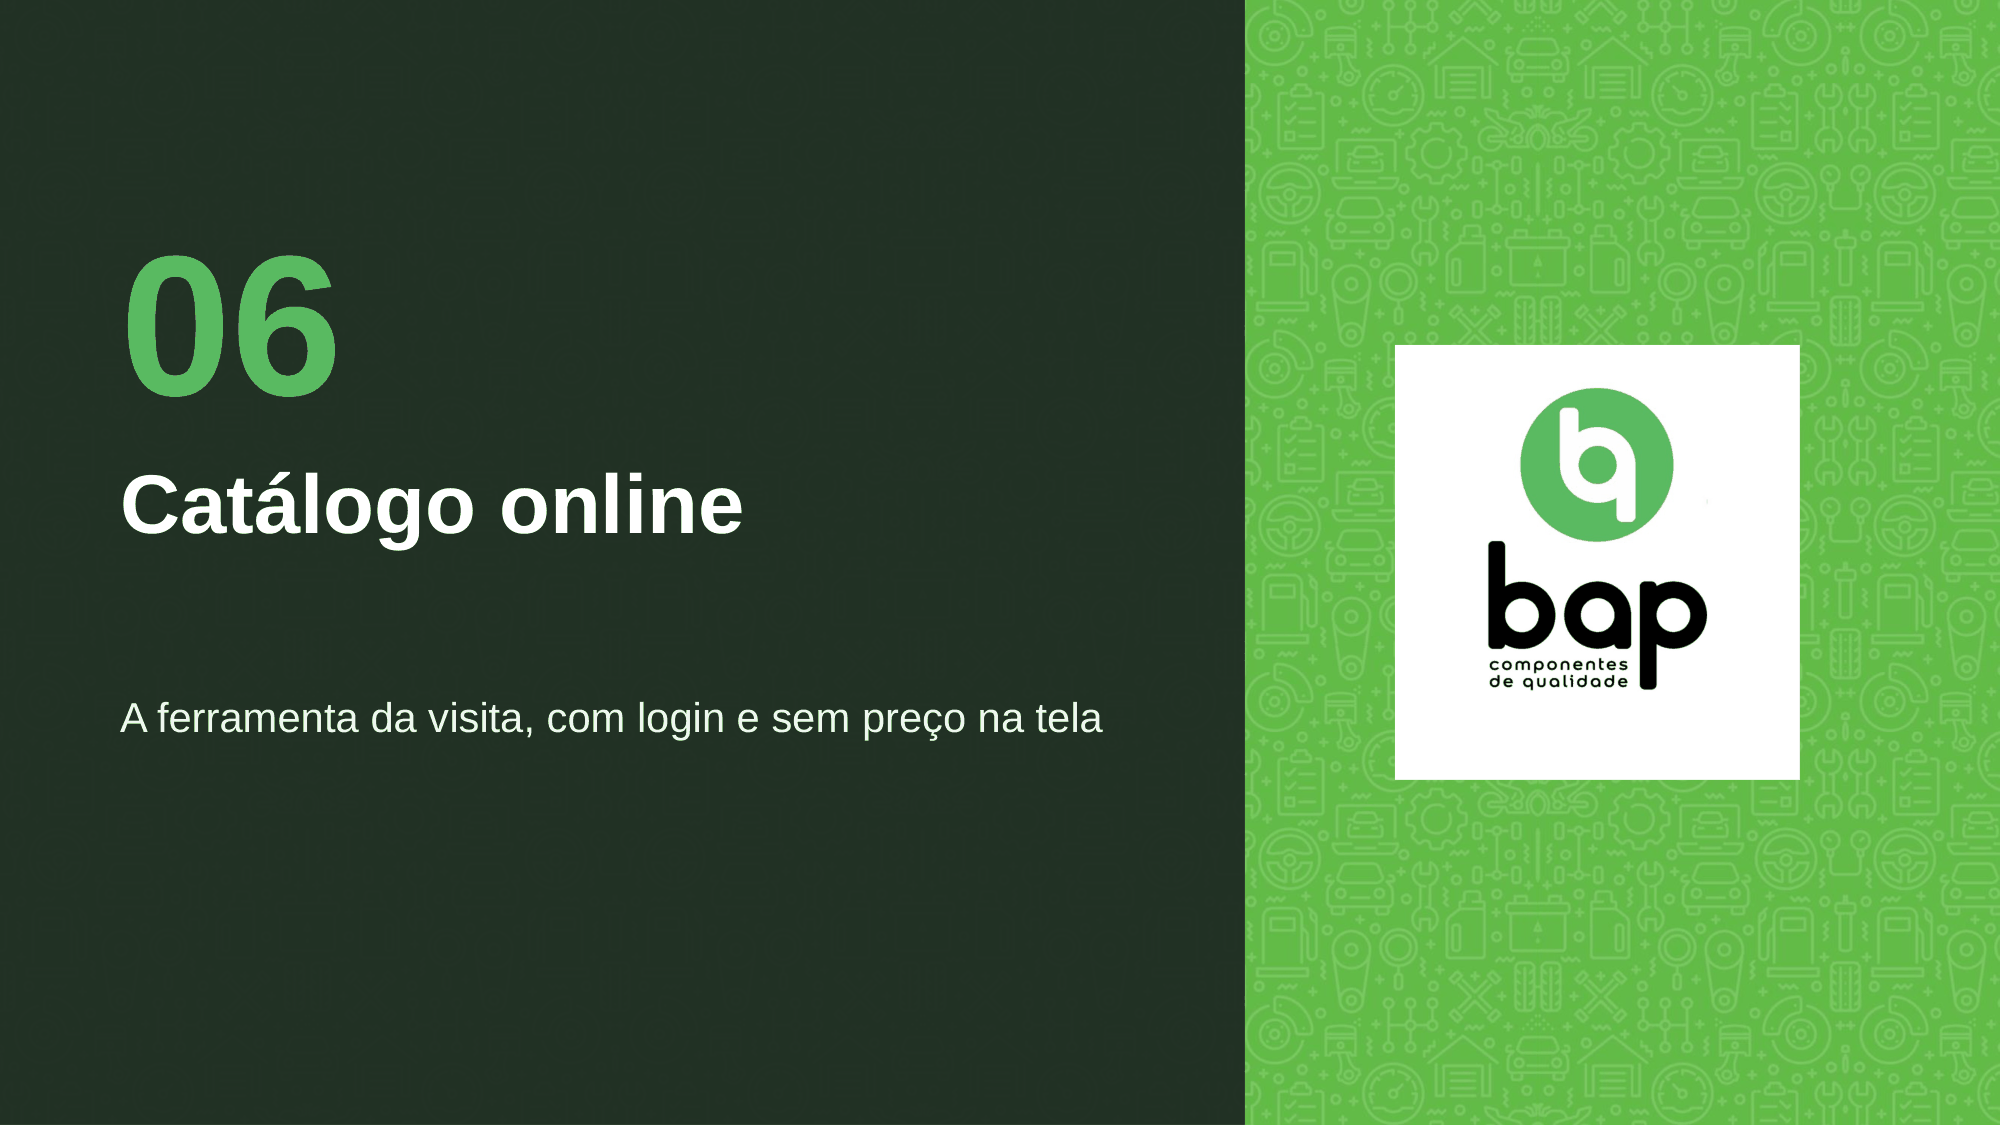 06
Catálogo online
A ferramenta da visita, com login e sem preço na tela
bap
componentes
de qualidade